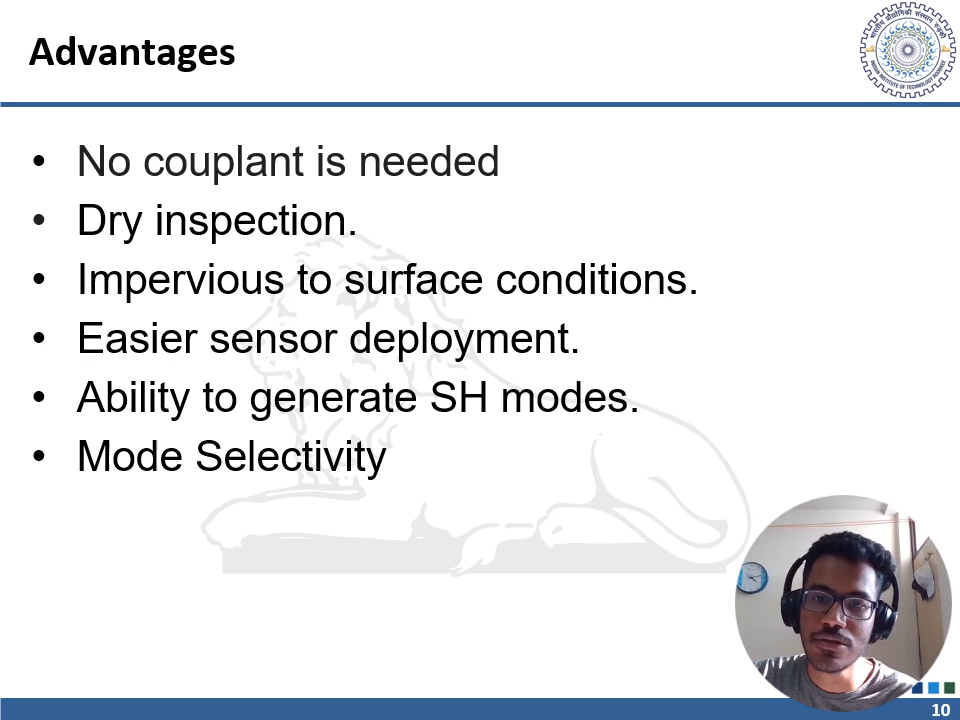 Advantages
• No couplant is needed
• Dry inspection.
• Impervious to surface conditions.
• Easier sensor deployment.
• Ability to generate SH modes.
• Mode Selectivity
10